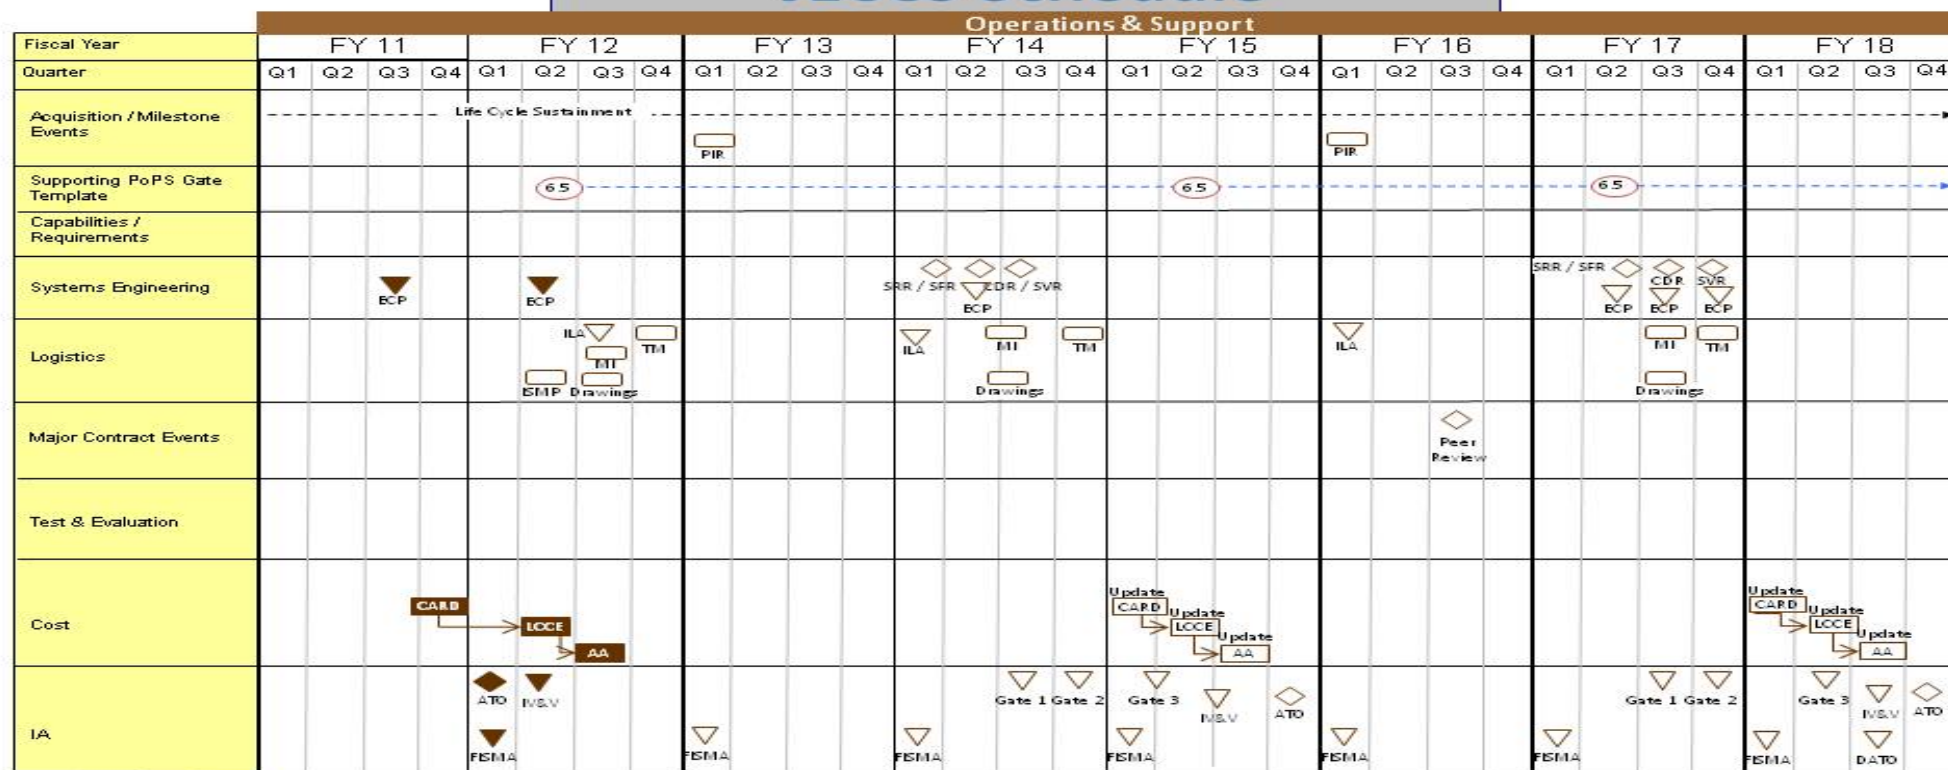 Operations & Support
Fiscal Year FY 11 FY 12 FY 13 FY 14 FY 15 FY 16 FY 17 FY 18
Quarter Q1 Q2 Q3 Q4 Q1 Q2 Q3 Q4 Q1 Q2 Q3 Q4 Q1 Q2 Q3 Q4 Q1 Q2 Q3 Q4 Q1 Q2 Q3 Q4 Q1 Q2 Q3 Q4 Q1 Q2 Q3 Q4
Acquisition / Milestone
Events
Life Cycle Sustainment
PIR PIR
Supporting PoPS Gate
Template
6.5 6.5 6.5
Capabilities /
Requirements
Systems Engineering
SRR / SFR
ECP ECP SRR / SFR CDR / SVR CDR SVR
ECP ECP ECP ECP
Logistics
ILA TM ILA MI TM ILA MI TM
MI
ISMP Drawings Drawings Drawings
Major Contract Events
Peer
Review
Test & Evaluation
Cost
Update Update
CARD CARD Update CARD Update
LCCE LCCE Update LCCE Update
AA AA AA
IA
ATO IV&V Gate 1 Gate 2 Gate 3 IV&V ATO Gate 1 Gate 2 Gate 3 IV&V ATO
FISMA FISMA FISMA FISMA FISMA FISMA FISMA DATO